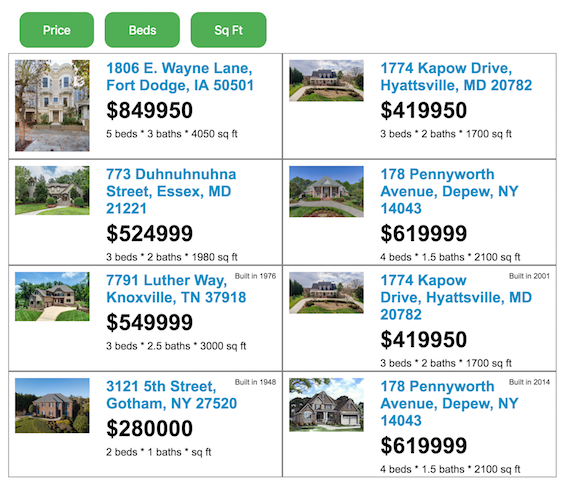 Price Beds Sq Ft
1806 E. Wayne Lane,
Fort Dodge, IA 50501
$849950
5 beds * 3 baths * 4050 sq ft
1774 Kapow Drive,
Hyattsville, MD 20782
$419950
3 beds * 2 baths * 1700 sq ft
773 Duhnuhnuhna
Street, Essex, MD
21221
$524999
3 beds * 2 baths * 1980 sq ft
178 Pennyworth
Avenue, Depew, NY
14043
$619999
4 beds * 1.5 baths * 2100 sq ft
Built in 1976
7791 Luther Way,
Knoxville, TN 37918
$549999
3 beds * 2.5 baths * 3000 sq ft
Built in 2001
1774 Kapow
Drive, Hyattsville, MD
20782
$419950
3 beds * 2 baths * 1700 sq ft
Built in 1948
3121 5th Street,
Gotham, NY 27520
$280000
2 beds * 1 baths * sq ft
Built in 2014
178 Pennyworth
Avenue, Depew, NY
14043
$619999
4 beds * 1.5 baths * 2100 sq ft